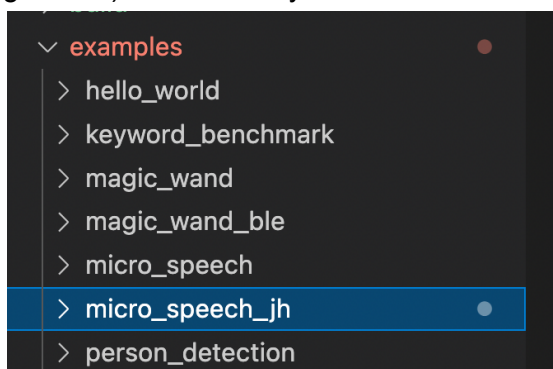 examples
hello_world
keyword_benchmark
magic_wand
magic_wand_ble
micro_speech
micro_speech_jh
person_detection